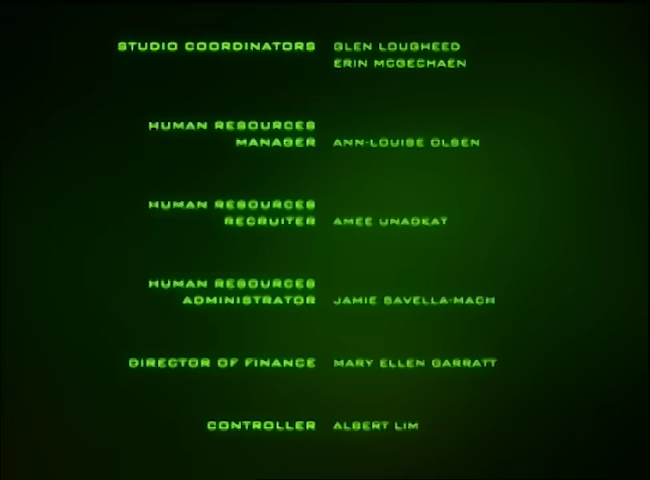 STUDIO COORDINATORS GLEN LOUGHEED
ERIN MCGECHAEN
HUMAN RESOURCES
MANAGER ANN-LOUISE OLSEN
HUMAN RESOURCES
RECRUITER AMEE UNADKAT
HUMAN RESOURCES
ADMINISTRATOR JAMIE SAVELLA-MACH
DIRECTOR OF FINANCE MARY ELLEN GARRATT
CONTROLLER ALBERT LIM